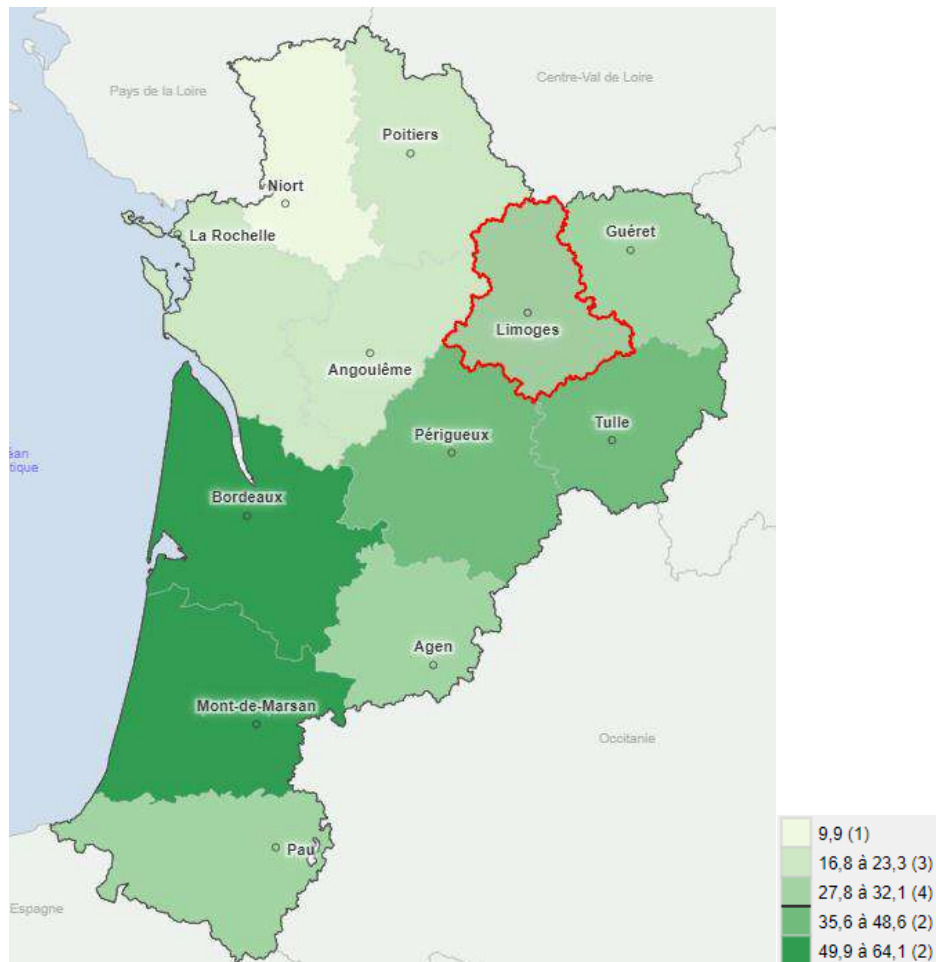 Pays de la Loire
Centre-Val de Loire
Poitiers
Niort
La Rochelle
Guéret
Limoges
Angoulême
Périgueux
Tulle
éan
tique
Bordeaux
Agen
Mont-de-Marsan
Occitanie
Pau
Espagne
9,9 (1)
16,8 à 23,3 (3)
27,8 à 32,1 (4)
35,6 à 48,6 (2)
49,9 à 64,1 (2)